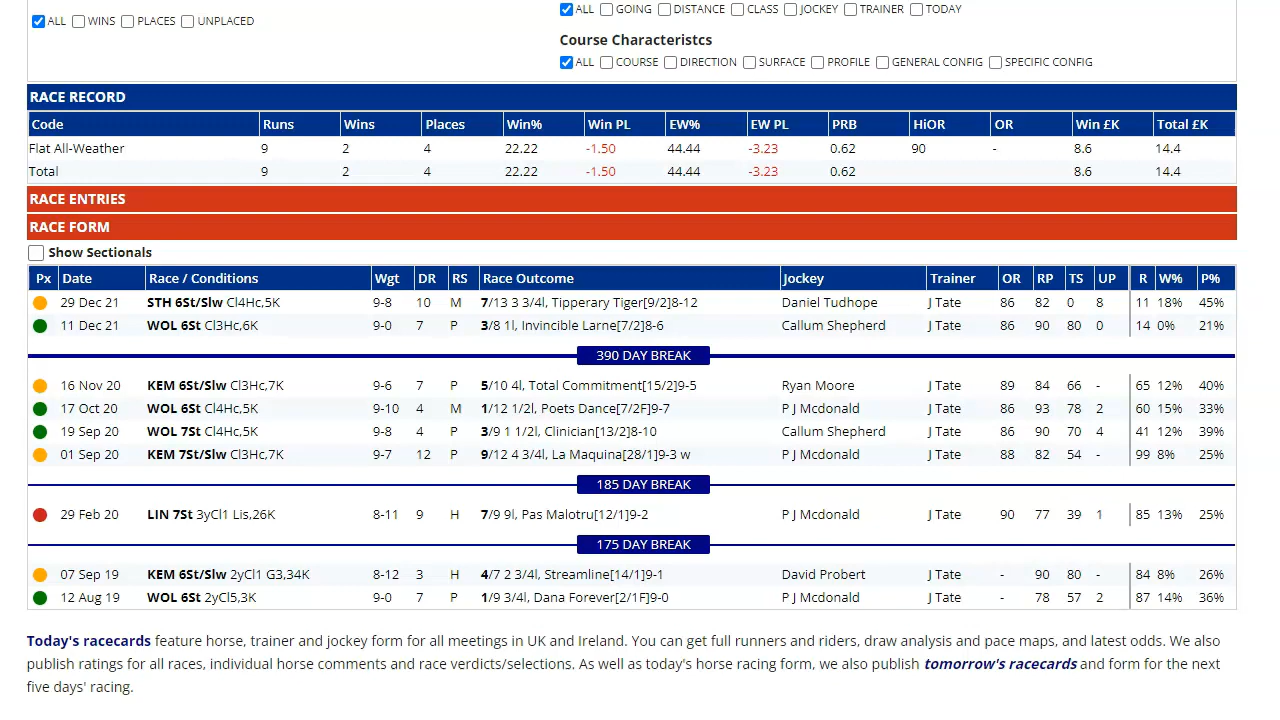 ALL WINS PLACES UNPLACED
ALL GOING DISTANCE CLASS JOCKEY TRAINER TODAY
Course Characteristcs
ALL COURSE DIRECTION SURFACE PROFILE GENERAL CONFIG SPECIFIC CONFIG
RACE RECORD
Code Runs Wins Places Win% Win PL EW% EW PL PRB HiOR OR Win £K Total £K
Flat All-Weather 9 2 4 22.22 -1.50 44.44 -3.23 0.62 90 - 8.6 14.4
Total 9 2 4 22.22 -1.50 44.44 -3.23 0.62 8.6 14.4
RACE ENTRIES
RACE FORM
Show Sectionals
Px Date Race / Conditions Wgt DR RS Race Outcome Jockey Trainer OR RP TS UP R W% P%
29 Dec 21 STH 6St/Slw Cl4Hc,5K 9-8 10 M 7/13 3 3/4l, Tipperary Tiger[9/2]8-12 Daniel Tudhope J Tate 86 82 0 8 11 18% 45%
11 Dec 21 WOL 6St Cl3Hc,6K 9-0 7 P 3/8 1l, Invincible Larne[7/2]8-6 Callum Shepherd J Tate 86 90 80 0 14 0% 21%
390 DAY BREAK
16 Nov 20 KEM 6St/Slw Cl3Hc,7K 9-6 7 P 5/10 4l, Total Commitment[15/2]9-5 Ryan Moore J Tate 89 84 66 - 65 12% 40%
17 Oct 20 WOL 6St Cl4Hc,5K 9-10 4 M 1/12 1/2l, Poets Dance[7/2F]9-7 P J Mcdonald J Tate 86 93 78 2 60 15% 33%
19 Sep 20 WOL 7St Cl4Hc,5K 9-8 4 P 3/9 1 1/2l, Clinician[13/2]8-10 Callum Shepherd J Tate 86 90 70 4 41 12% 39%
01 Sep 20 KEM 7St/Slw Cl3Hc,7K 9-7 12 P 9/12 4 3/4l, La Maquina[28/1]9-3 w P J Mcdonald J Tate 88 82 54 - 99 8% 25%
185 DAY BREAK
29 Feb 20 LIN 7St 3yCl1 Lis,26K 8-11 9 H 7/9 9l, Pas Malotru[12/1]9-2 P J Mcdonald J Tate 90 77 39 1 85 13% 25%
175 DAY BREAK
07 Sep 19 KEM 6St/Slw 2yCl1 G3,34K 8-12 3 H 4/7 2 3/4l, Streamline[14/1]9-1 David Probert J Tate - 90 80 - 84 8% 26%
12 Aug 19 WOL 6St 2yCl5,3K 9-0 7 P 1/9 3/4l, Dana Forever[2/1F]9-0 P J Mcdonald J Tate - 78 57 2 87 14% 36%
Today's racecards feature horse, trainer and jockey form for all meetings in UK and Ireland. You can get full runners and riders, draw analysis and pace maps, and latest odds. We also
publish ratings for all races, individual horse comments and race verdicts/selections. As well as today's horse racing form, we also publish tomorrow's racecards and form for the next
five days' racing.